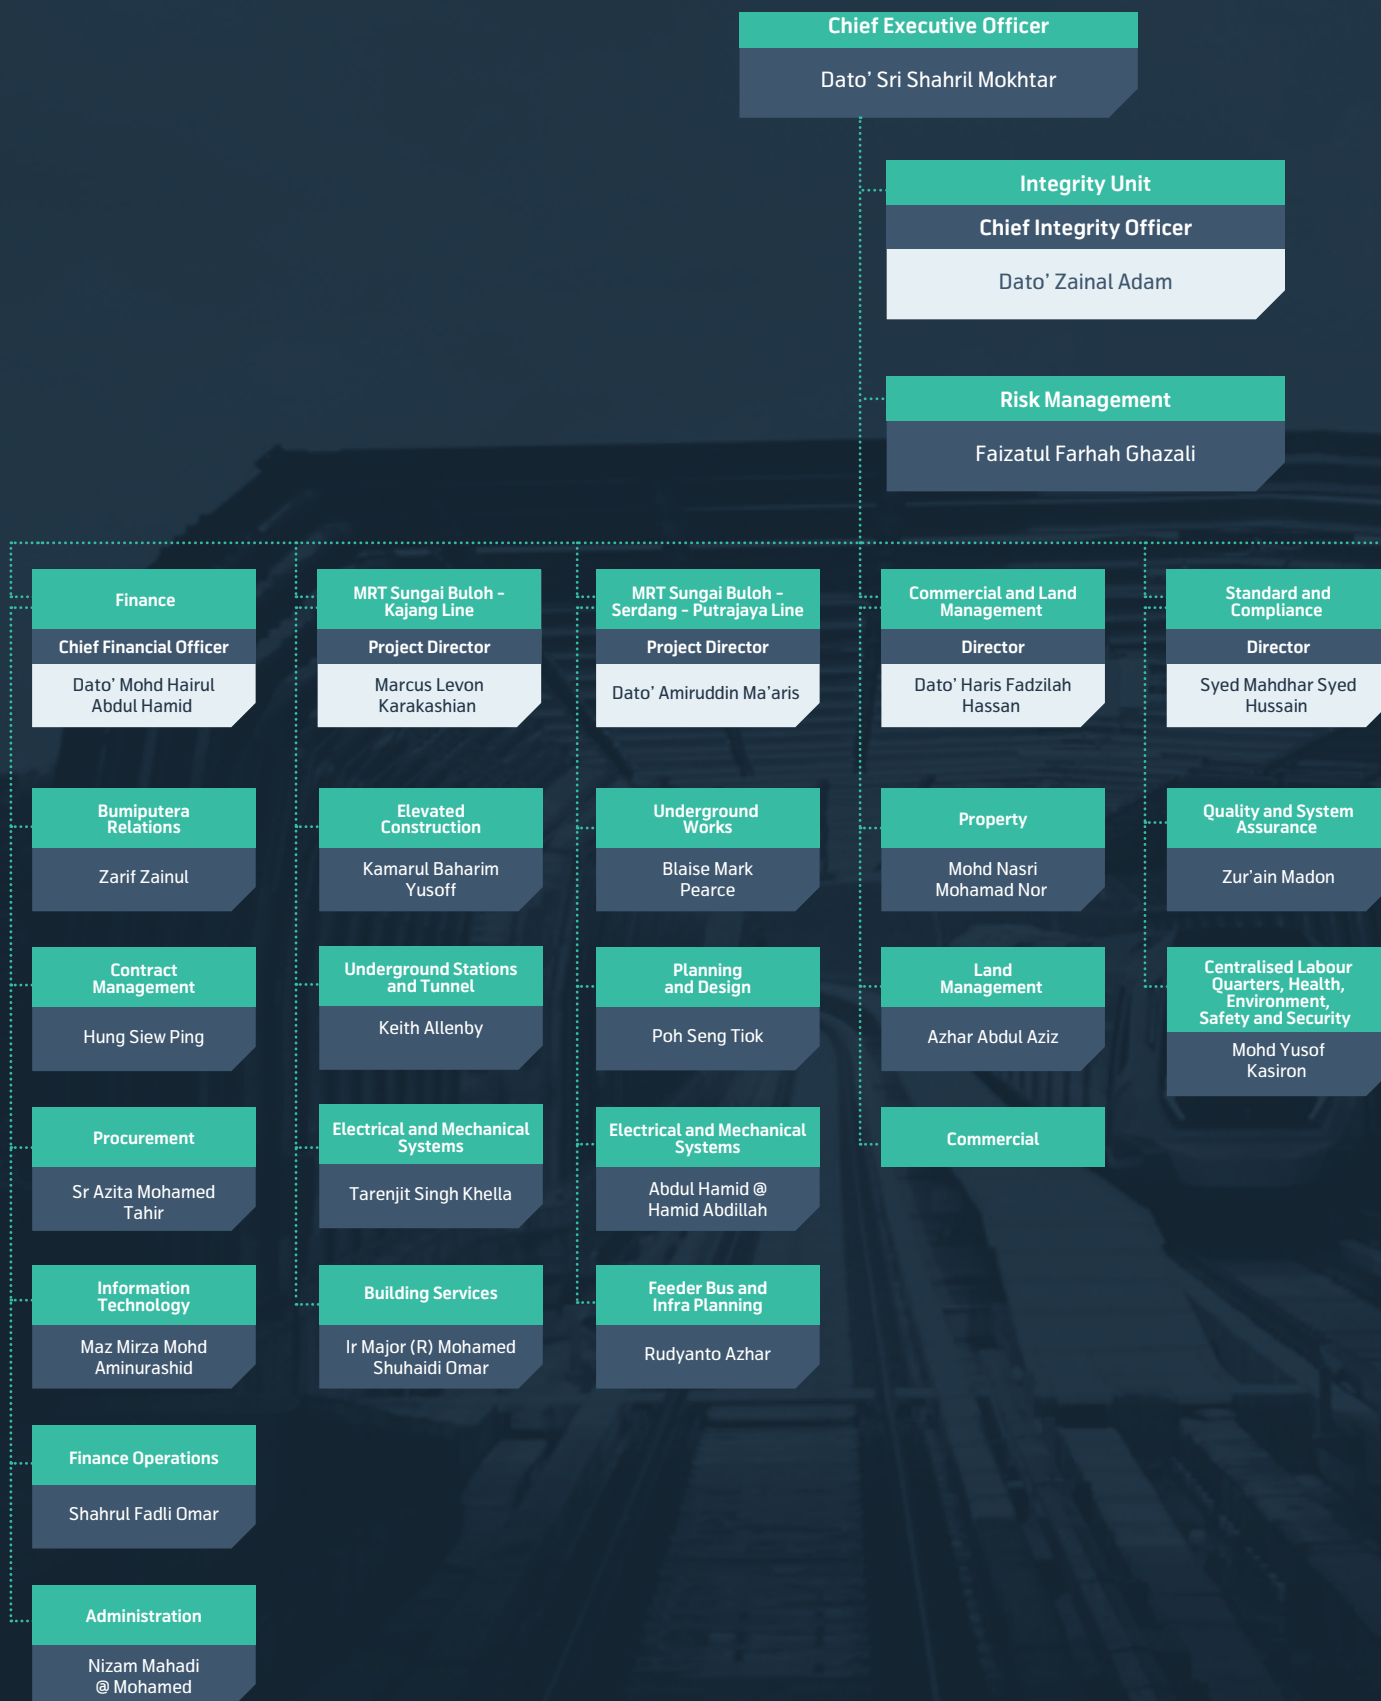 Chief Executive Officer
Dato’ Sri Shahril Mokhtar
Integrity Unit
Chief Integrity Officer
Dato’ Zainal Adam
Risk Management
Faizatul Farhah Ghazali
Finance
Chief Financial Officer
Dato’ Mohd Hairul
Abdul Hamid
Bumiputera
Relations
Zarif Zainul
Contract
Management
Hung Siew Ping
Procurement
Sr Azita Mohamed
Tahir
Information
Technology
Maz Mirza Mohd
Aminurashid
Finance Operations
Shahrul Fadli Omar
Administration
Nizam Mahadi
@ Mohamed
MRT Sungai Buloh –
Kajang Line
Project Director
Marcus Levon
Karakashian
Elevated
Construction
Kamarul Baharim
Yusoff
Underground Stations
and Tunnel
Keith Allenby
Electrical and Mechanical
Systems
Tarenjit Singh Khella
Building Services
Ir Major (R) Mohamed
Shuhaidi Omar
MRT Sungai Buloh –
Serdang – Putrajaya Line
Project Director
Dato’ Amiruddin Ma’aris
Underground
Works
Blaise Mark
Pearce
Planning
and Design
Poh Seng Tiok
Electrical and Mechanical
Systems
Abdul Hamid @
Hamid Abdillah
Feeder Bus and
Infra Planning
Rudyanto Azhar
Commercial and Land
Management
Director
Dato’ Haris Fadzilah
Hassan
Property
Mohd Nasri
Mohamad Nor
Land
Management
Azhar Abdul Aziz
Commercial
Standard and
Compliance
Director
Syed Mahdhar Syed
Hussain
Quality and System
Assurance
Zur’ain Madon
Centralised Labour
Quarters, Health,
Environment,
Safety and Security
Mohd Yusof
Kasiron